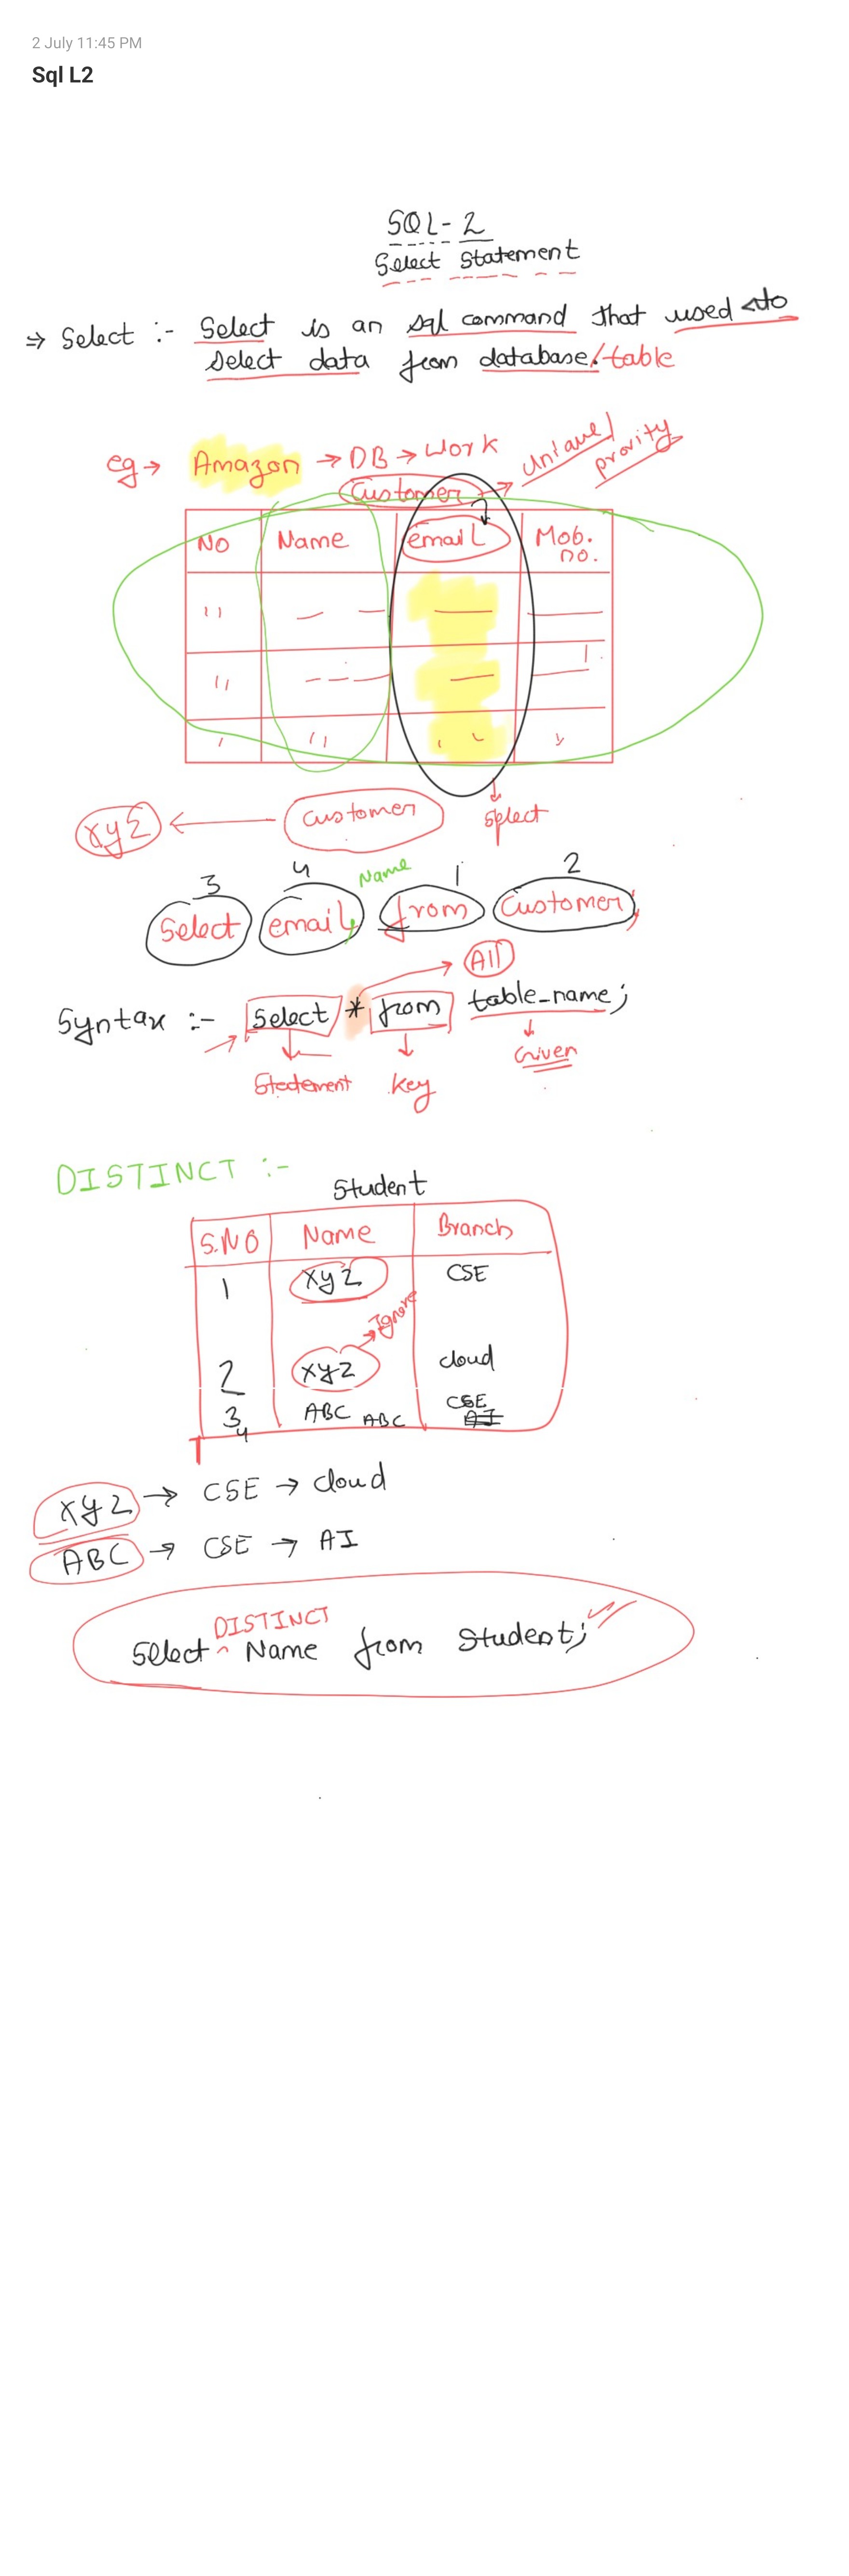 2 July 11:45 PM
Sql L2
SQL-2
Select Statement
⇒ Select :- Select is an sql command that used to
Select data from database/table
eg → Amazon → DB → Work
Customer →
No Name email Mob. no.
xyz ← Customer
Select
3 4 Name 1 2
Select email, from Customer;
All
Syntax :- Select * from table_name;
Given
key
DISTINCT :-
Student
S.NO Name Branch
1 xyz CSE
Ignore
2 xyz cloud
3 ABC CSE
4 ABC AI
xyz → CSE → cloud
ABC → CSE → AI
DISTINCT
Select ^ Name from Student;